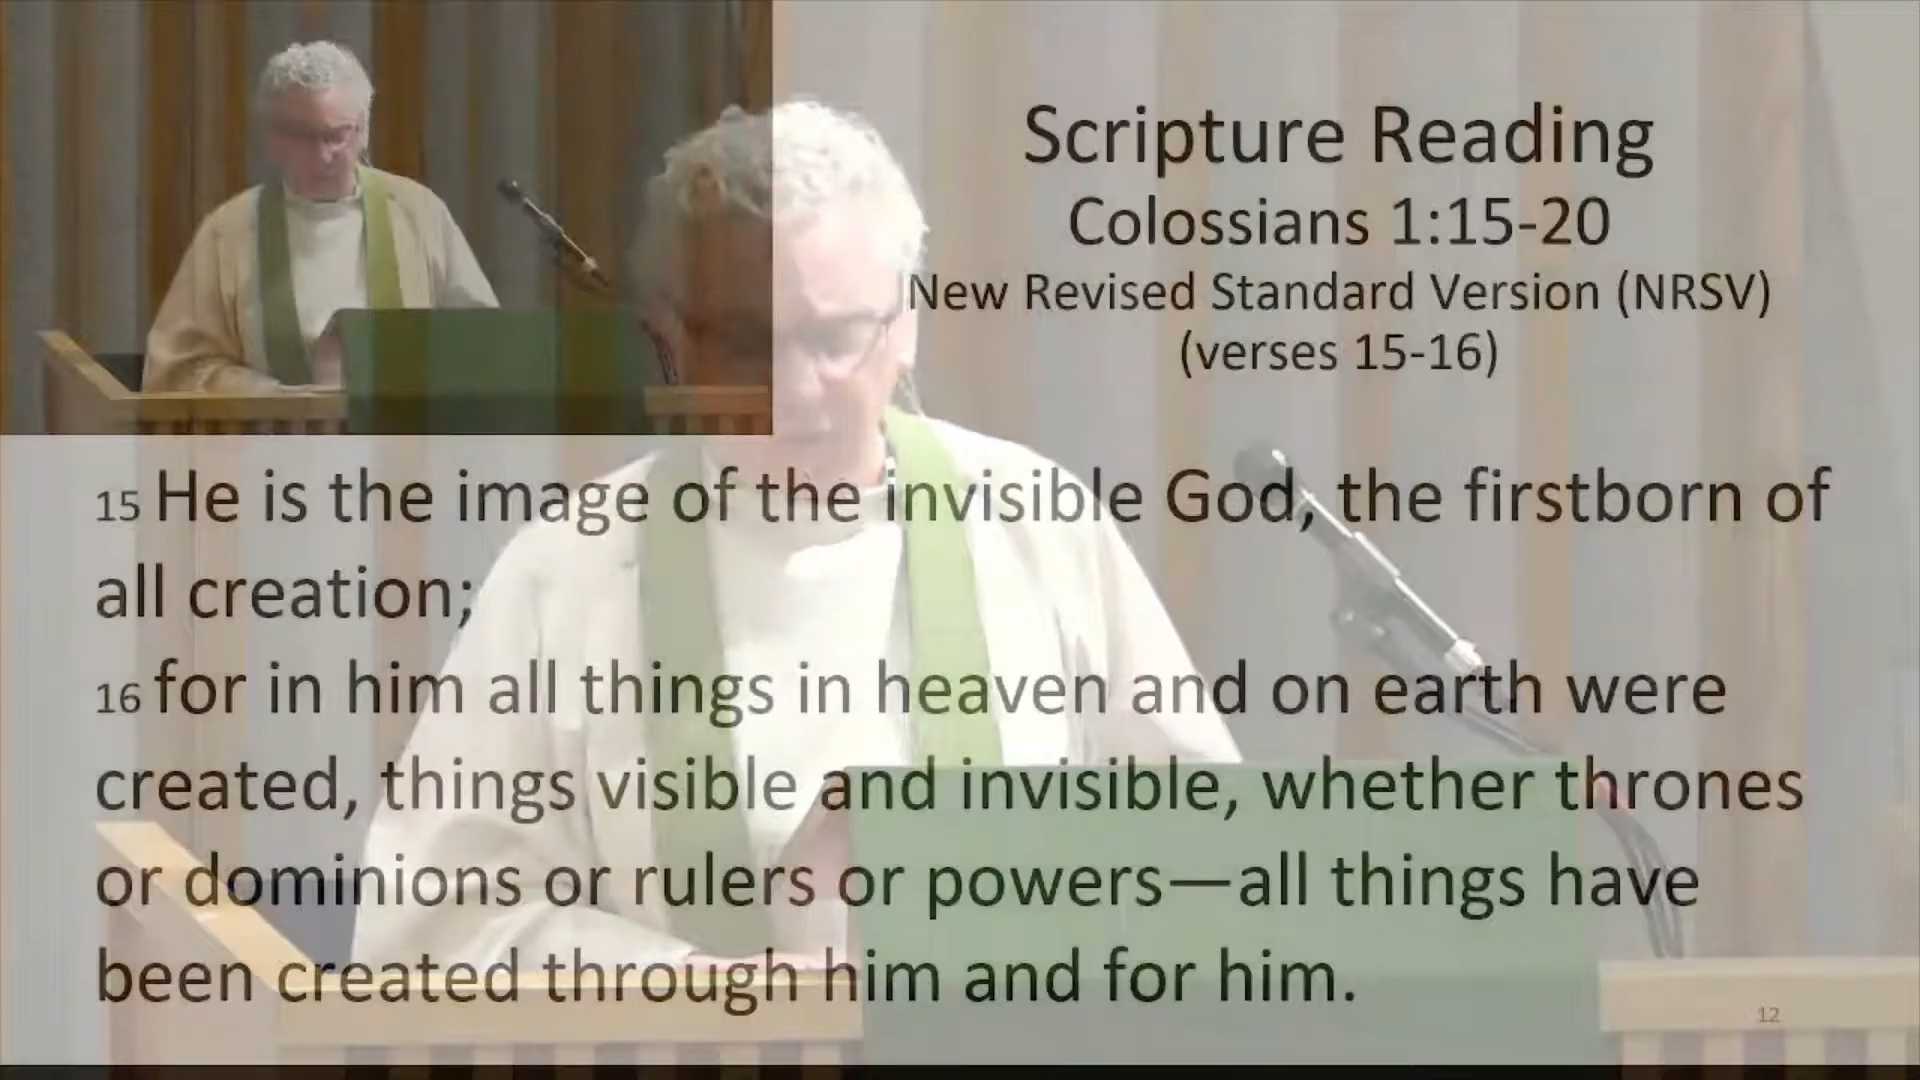 Scripture Reading
Colossians 1:15-20
New Revised Standard Version (NRSV)
(verses 15-16)
15 He is the image of the invisible God, the firstborn of
all creation;
16 for in him all things in heaven and on earth were
created, things visible and invisible, whether thrones
or dominions or rulers or powers—all things have
been created through him and for him.
12